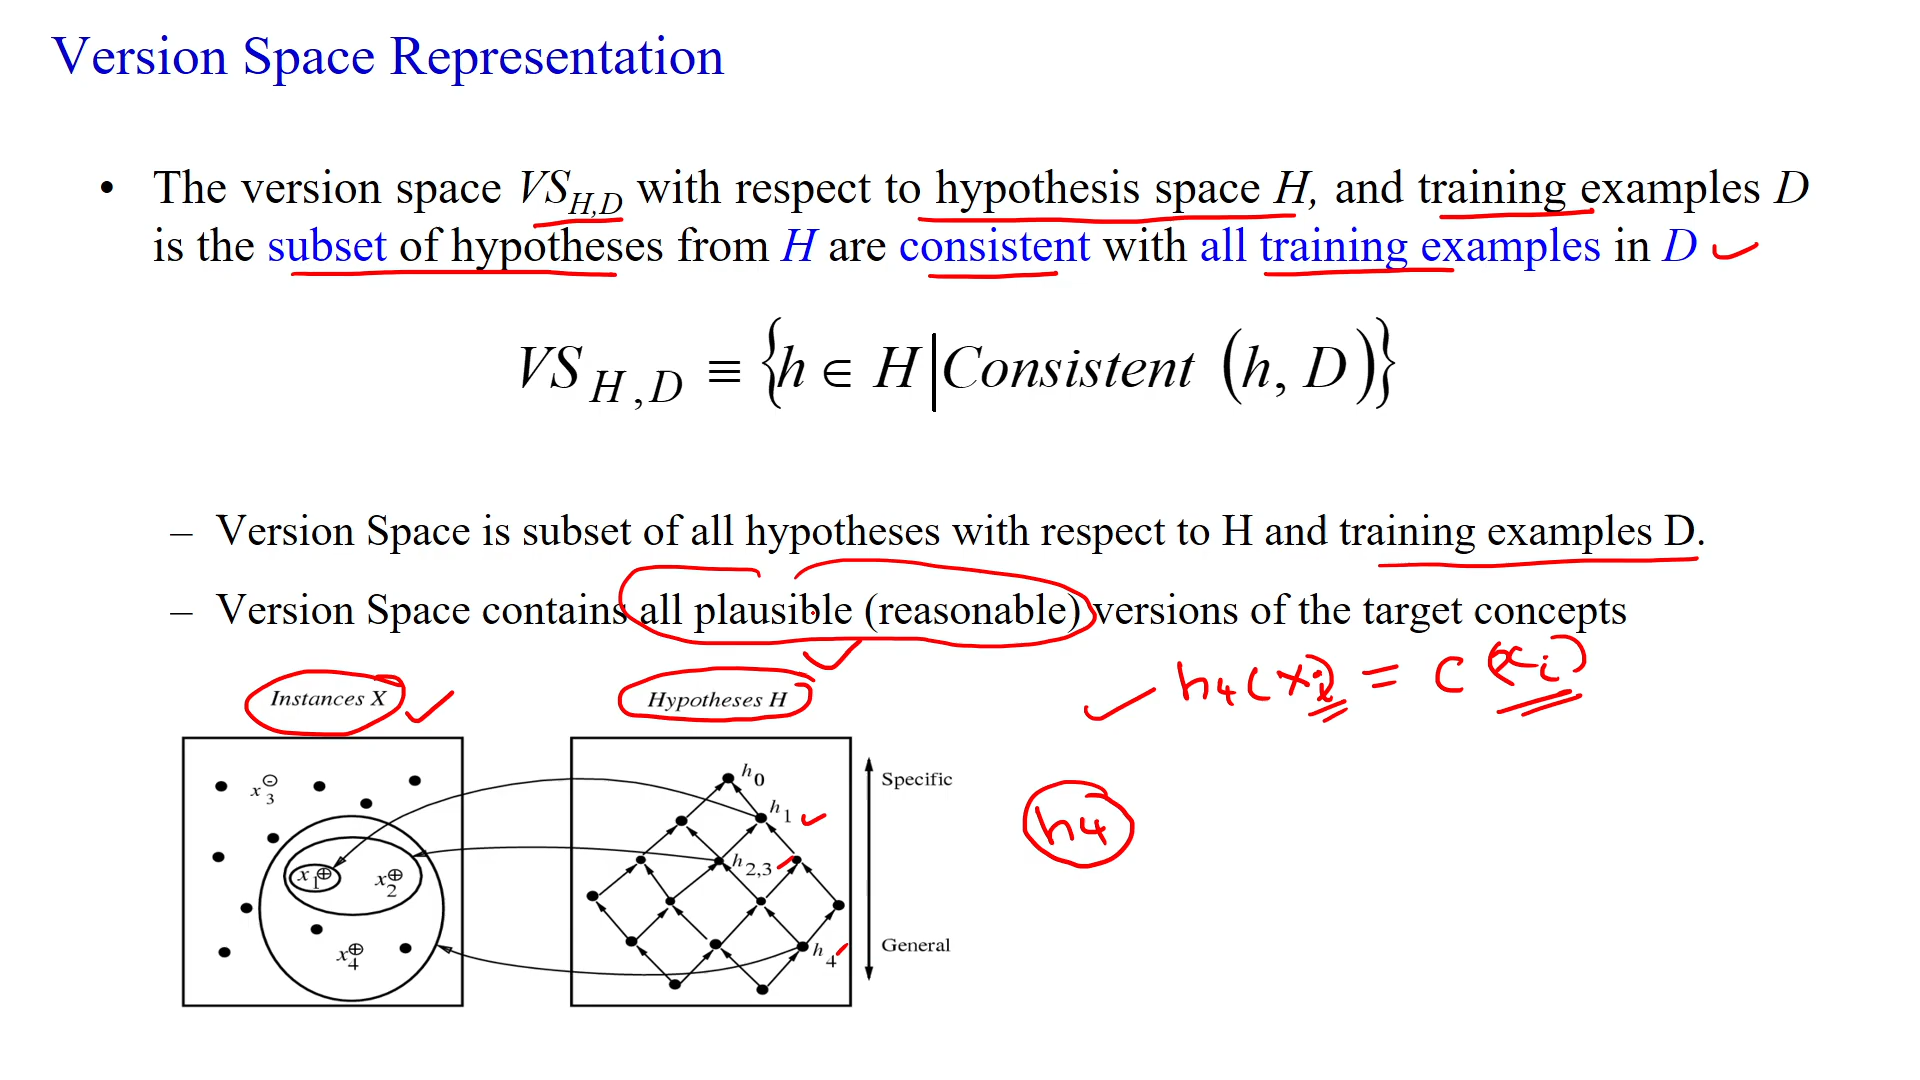 Version Space Representation
• The version space VS_H,D with respect to hypothesis space H, and training examples D
is the subset of hypotheses from H are consistent with all training examples in D
VS_H,D ≡ {h ∈ H | Consistent (h, D)}
– Version Space is subset of all hypotheses with respect to H and training examples D.
– Version Space contains all plausible (reasonable) versions of the target concepts
h4(xi) = c(xi)
Instances X
Hypotheses H
x3 ⊖
x1 ⊕
x2 ⊕
x4 ⊕
h0
h1
h2,3
h4
Specific
General
h4